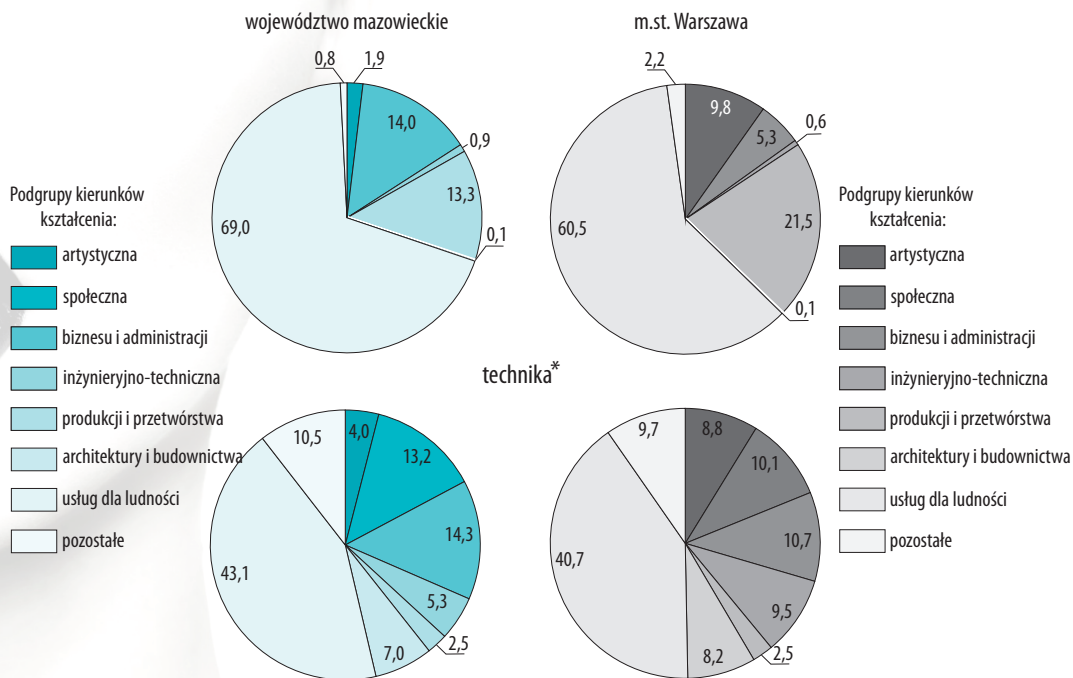 województwo mazowieckie
m.st. Warszawa
0,8
1,9
14,0
0,9
13,3
0,1
69,0
2,2
9,8
5,3
0,6
21,5
0,1
60,5
Podgrupy kierunków
kształcenia:
artystyczna
społeczna
biznesu i administracji
inżynieryjno-techniczna
produkcji i przetwórstwa
architektury i budownictwa
usług dla ludności
pozostałe
Podgrupy kierunków
kształcenia:
artystyczna
społeczna
biznesu i administracji
inżynieryjno-techniczna
produkcji i przetwórstwa
architektury i budownictwa
usług dla ludności
pozostałe
technika*
10,5
4,0
13,2
14,3
5,3
2,5
7,0
43,1
9,7
8,8
10,1
10,7
9,5
2,5
8,2
40,7